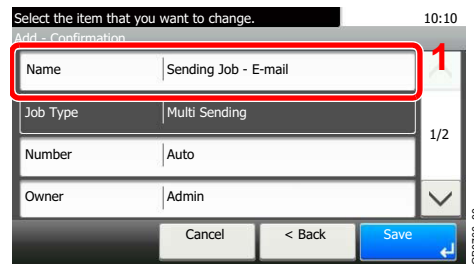 Select the item that you want to change. 10:10
Add - Confirmation
1
Name Sending Job - E-mail
Job Type Multi Sending
1/2
Number Auto
Owner Admin
Cancel < Back Save